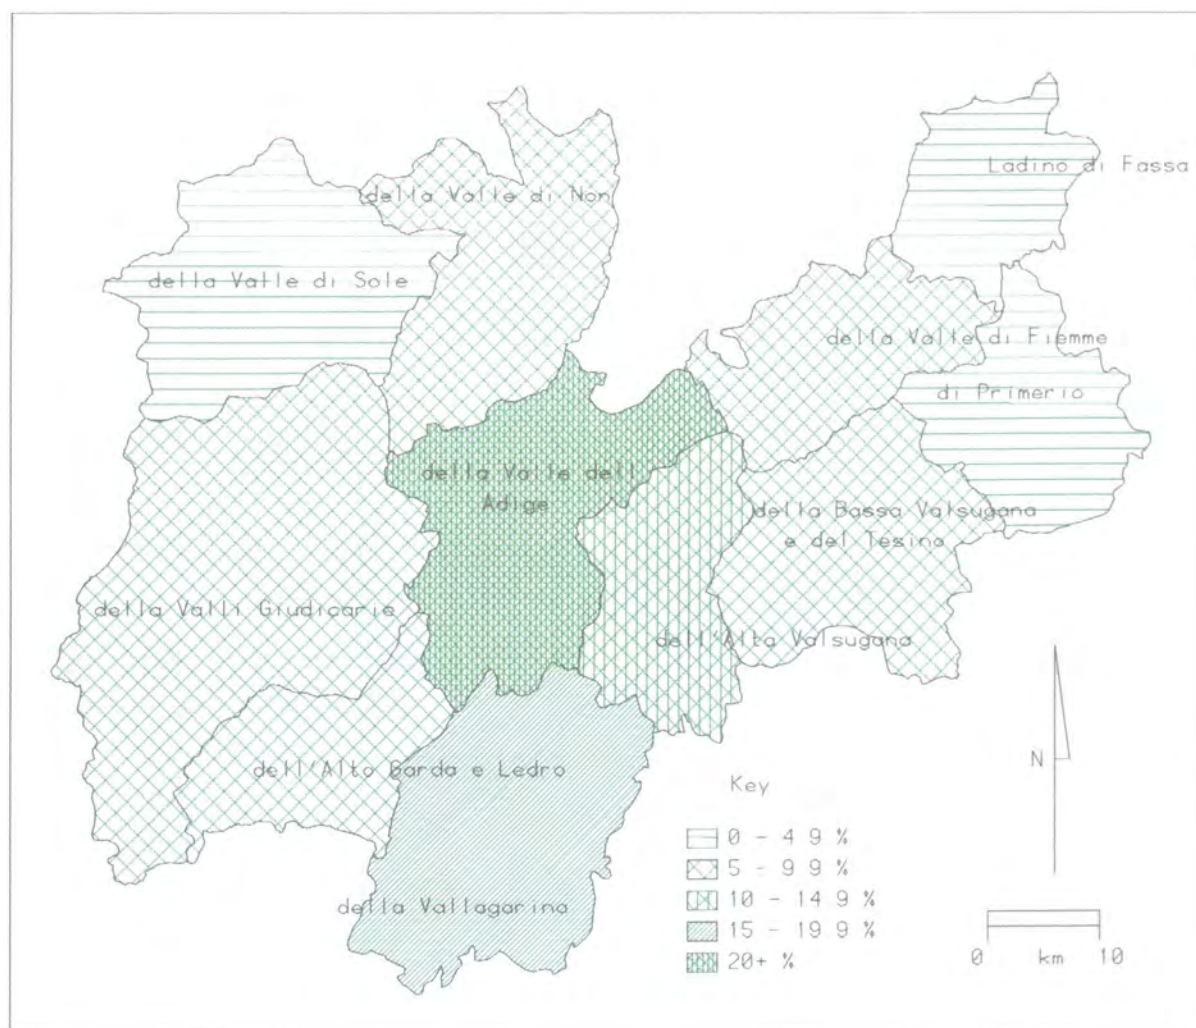 Ladino di Fassa
della Valle di Non
della Valle di Sole
della Valle di Fiemme
di Primerio
della Valle dell
Adige
della Bassa Valsugana
e del Tesino
della Valli Giudicarie
dell'Alta Valsugana
dell'Alto Garda e Ledro
della Vallagarina
N
Key
0 - 4 9 %
5 - 9 9 %
10 - 14 9 %
15 - 19 9 %
20+ %
0 km 10